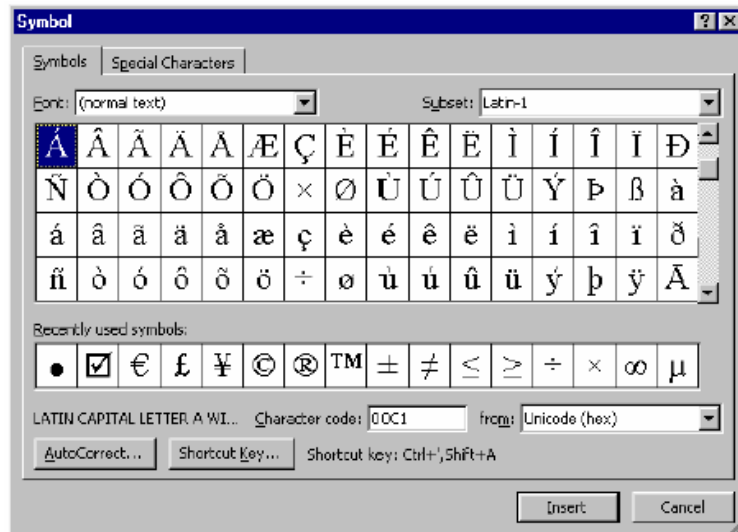 Symbol
Symbols Special Characters
Font: (normal text) Subset: Latin-1
Á Â Ã Ä Å Æ Ç È É Ê Ë Ì Í Î Ï Ð
Ñ Ò Ó Ô Õ Ö × Ø Ù Ú Û Ü Ý Þ ß à
á â ã ä å æ ç è é ê ë ì í î ï ð
ñ ò ó ô õ ö ÷ ø ù ú û ü ý þ ÿ Ā
Recently used symbols:
● ☑ € £ ¥ © ® ™ ± ≠ ≤ ≥ ÷ × ∞ µ
LATIN CAPITAL LETTER A WI... Character code: 00C1 from: Unicode (hex)
AutoCorrect... Shortcut Key... Shortcut key: Ctrl+',Shift+A
Insert Cancel